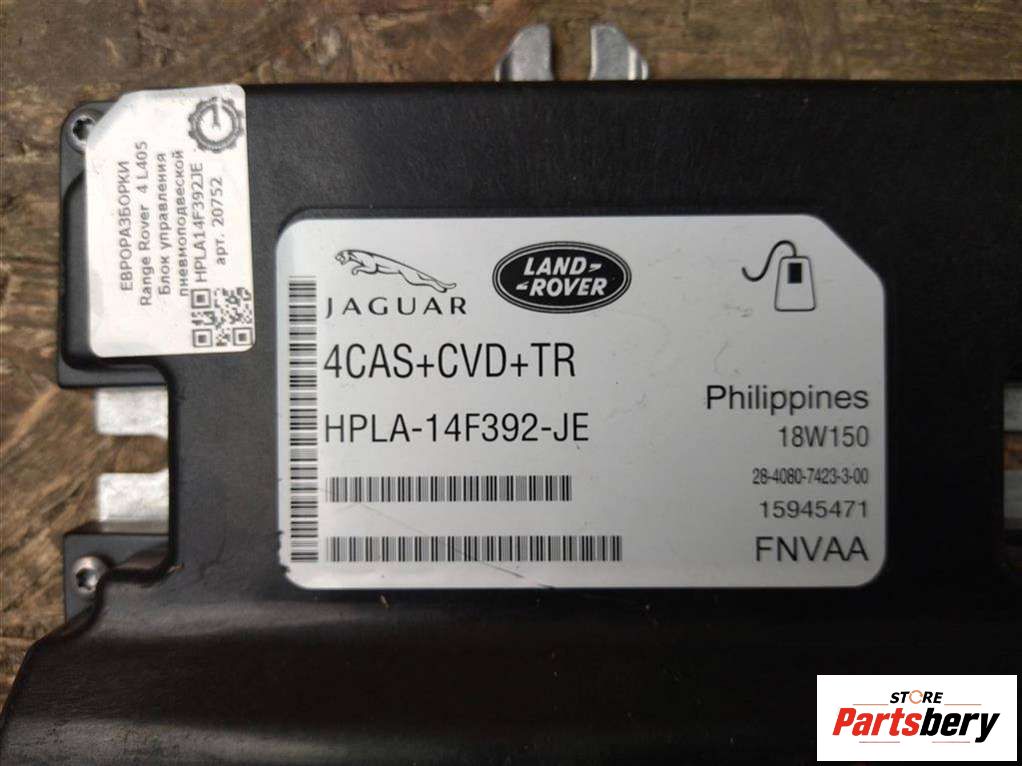 ЕВРОРАЗБОРКИ
Range Rover 4 L405
Блок управления
пневмоподвеской
HPLA14F392JE
арт. 20752
JAGUAR
LAND-
-ROVER
4CAS+CVD+TR
HPLA-14F392-JE
Philippines
18W150
28-4080-7423-3-00
15945471
FNVAA
STORE
Partsbery